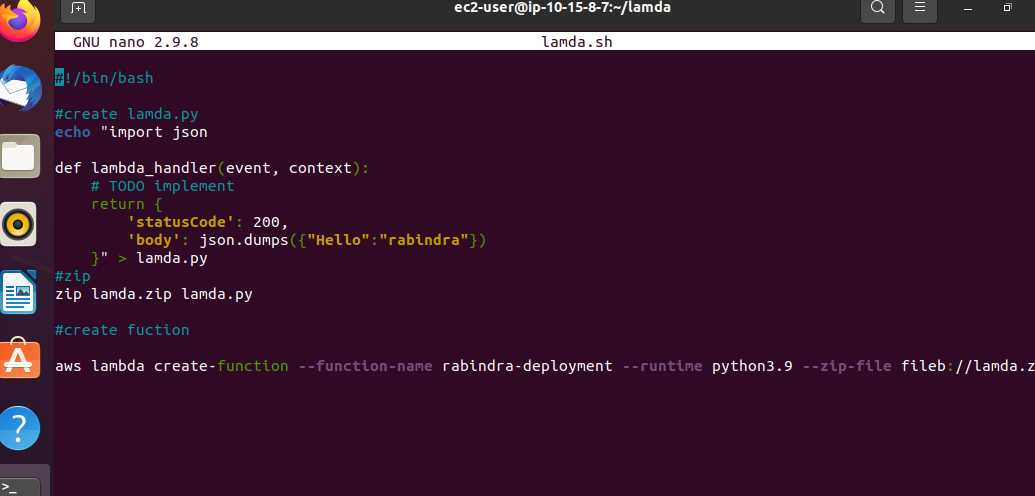 ec2-user@ip-10-15-8-7:~/lamda
GNU nano 2.9.8 lamda.sh
#!/bin/bash
#create lamda.py
echo "import json
def lambda_handler(event, context):
    # TODO implement
    return {
        'statusCode': 200,
        'body': json.dumps({"Hello":"rabindra"})
    }" > lamda.py
#zip
zip lamda.zip lamda.py
#create fuction
aws lambda create-function --function-name rabindra-deployment --runtime python3.9 --zip-file fileb://lamda.z
?
>_